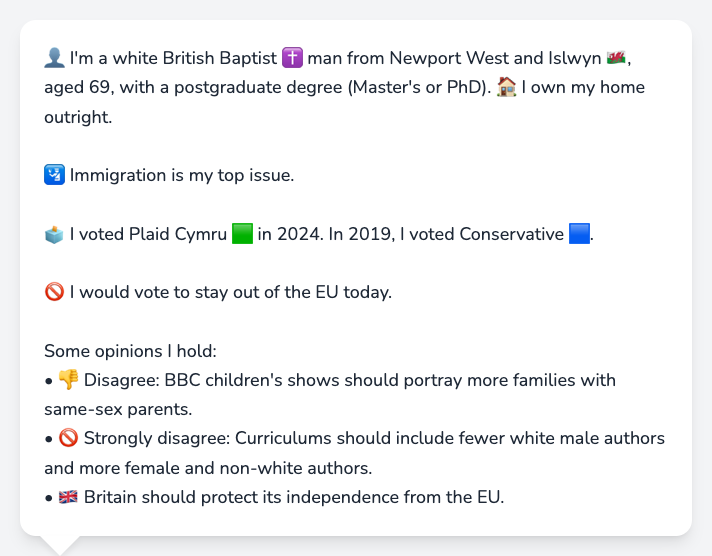 👤 I'm a white British Baptist ✝️ man from Newport West and Islwyn 🏴󠁧󠁢󠁷󠁬󠁳󠁿,
aged 69, with a postgraduate degree (Master's or PhD). 🏠 I own my home
outright.
🛂 Immigration is my top issue.
🗳️ I voted Plaid Cymru 🟩 in 2024. In 2019, I voted Conservative 🟦.
🚫 I would vote to stay out of the EU today.
Some opinions I hold:
• 👎 Disagree: BBC children's shows should portray more families with
same-sex parents.
• 🚫 Strongly disagree: Curriculums should include fewer white male authors
and more female and non-white authors.
• 🇬🇧 Britain should protect its independence from the EU.